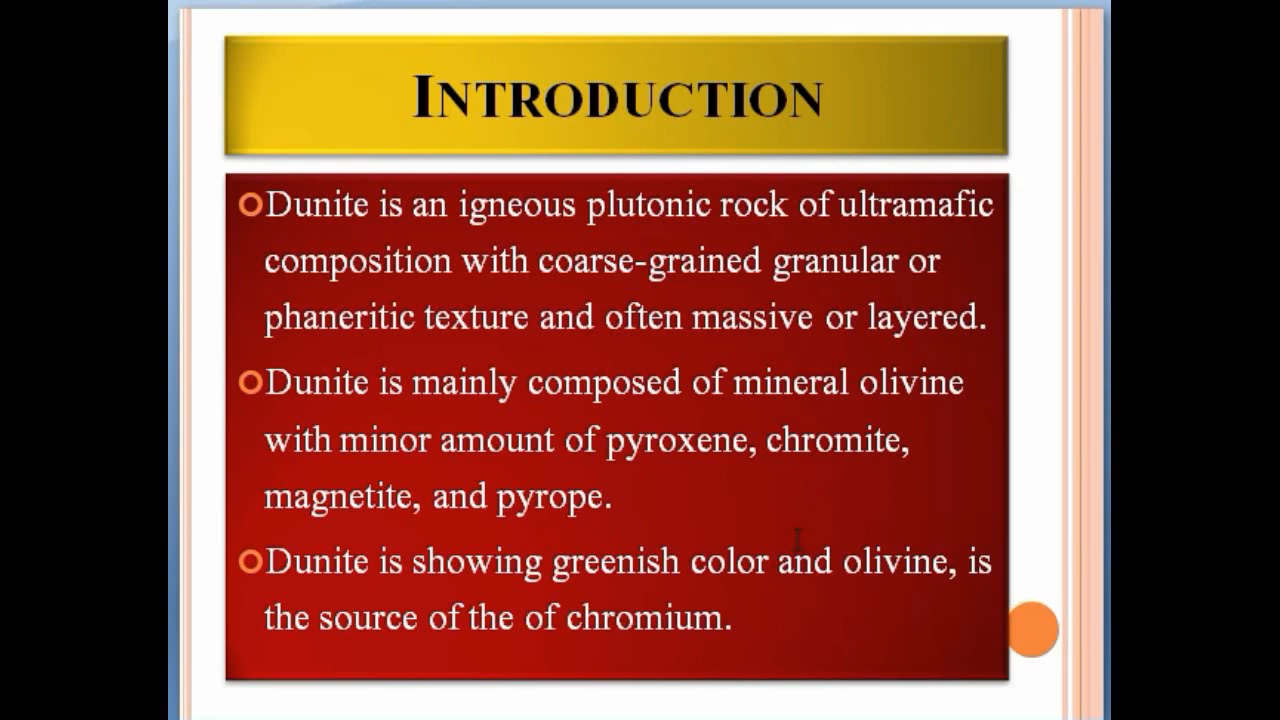 INTRODUCTION
Dunite is an igneous plutonic rock of ultramafic
composition with coarse-grained granular or
phaneritic texture and often massive or layered.
Dunite is mainly composed of mineral olivine
with minor amount of pyroxene, chromite,
magnetite, and pyrope.
Dunite is showing greenish color and olivine, is
the source of the of chromium.